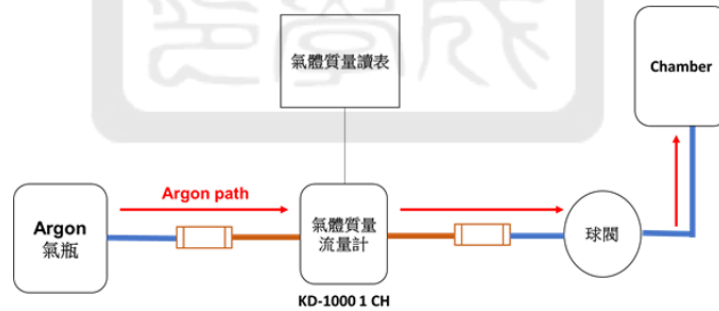 氣體質量讀表
Chamber
Argon path
Argon
氣瓶
氣體質量
流量計
球閥
KD-1000 1 CH